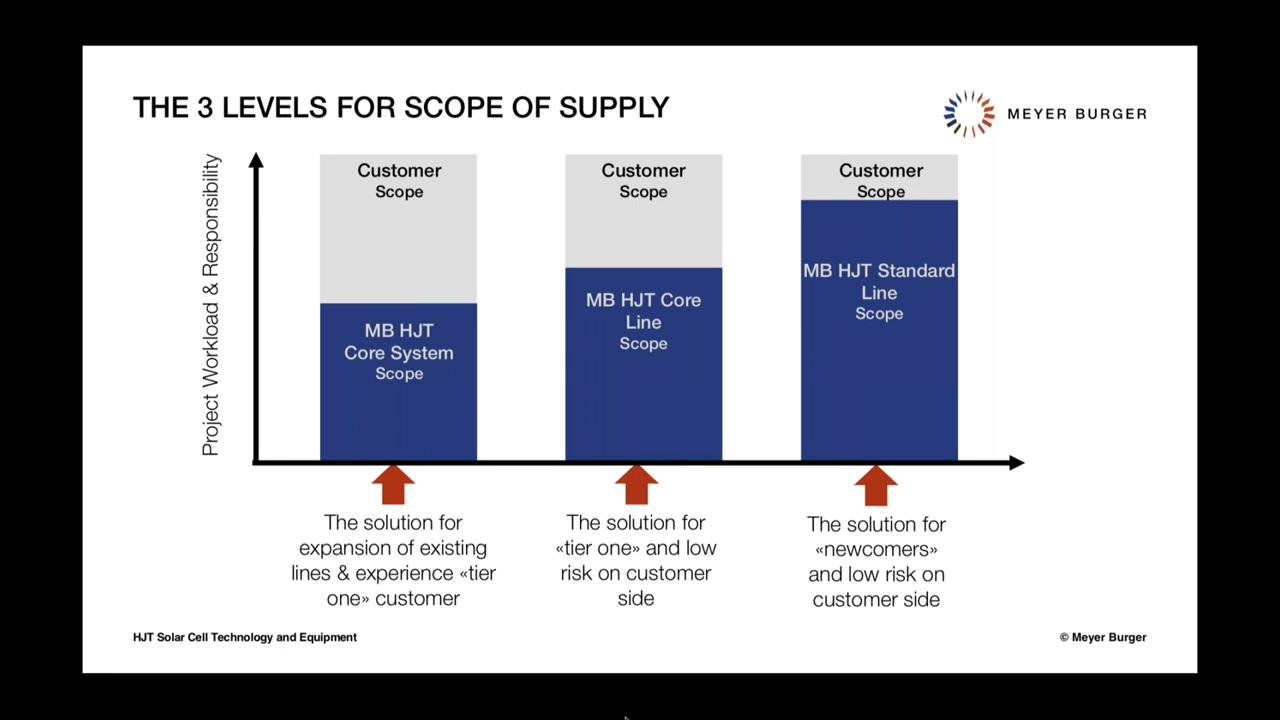 THE 3 LEVELS FOR SCOPE OF SUPPLY
MEYER BURGER
Project Workload & Responsibility
Customer
Scope
MB HJT
Core System
Scope
Customer
Scope
MB HJT Core
Line
Scope
Customer
Scope
MB HJT Standard
Line
Scope
The solution for
expansion of existing
lines & experience «tier
one» customer
The solution for
«tier one» and low
risk on customer
side
The solution for
«newcomers»
and low risk on
customer side
HJT Solar Cell Technology and Equipment
© Meyer Burger